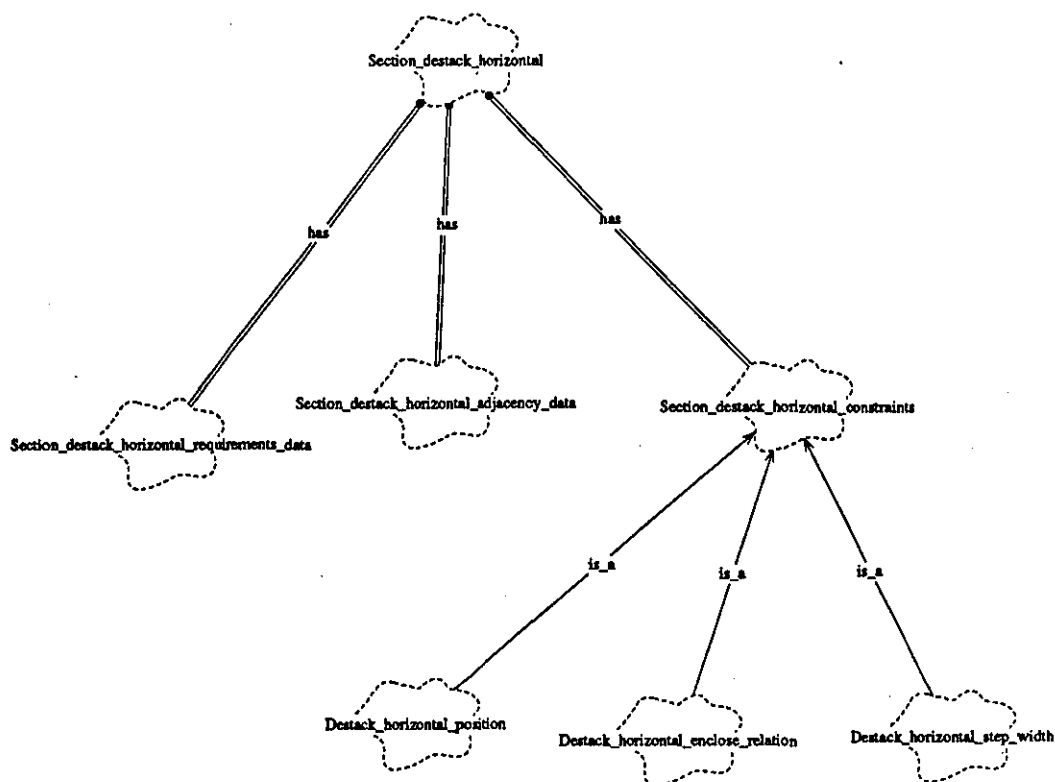 Section_destack_horizontal
has
has
has
Section_destack_horizontal_adjacency_data
Section_destack_horizontal_constraints
Section_destack_horizontal_requirements_data
is_a
is_a
is_a
Destack_horizontal_position
Destack_horizontal_enclose_relation
Destack_horizontal_step_width